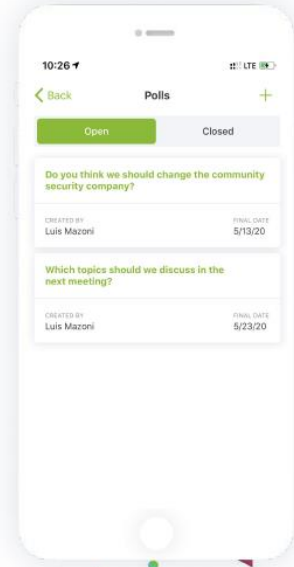 10:26
LTE
Back
Polls
+
Open
Closed
Do you think we should change the community
security company?
CREATED BY
FINAL DATE
Luis Mazoni
5/13/20
Which topics should we discuss in the
next meeting?
CREATED BY
FINAL DATE
Luis Mazoni
5/23/20